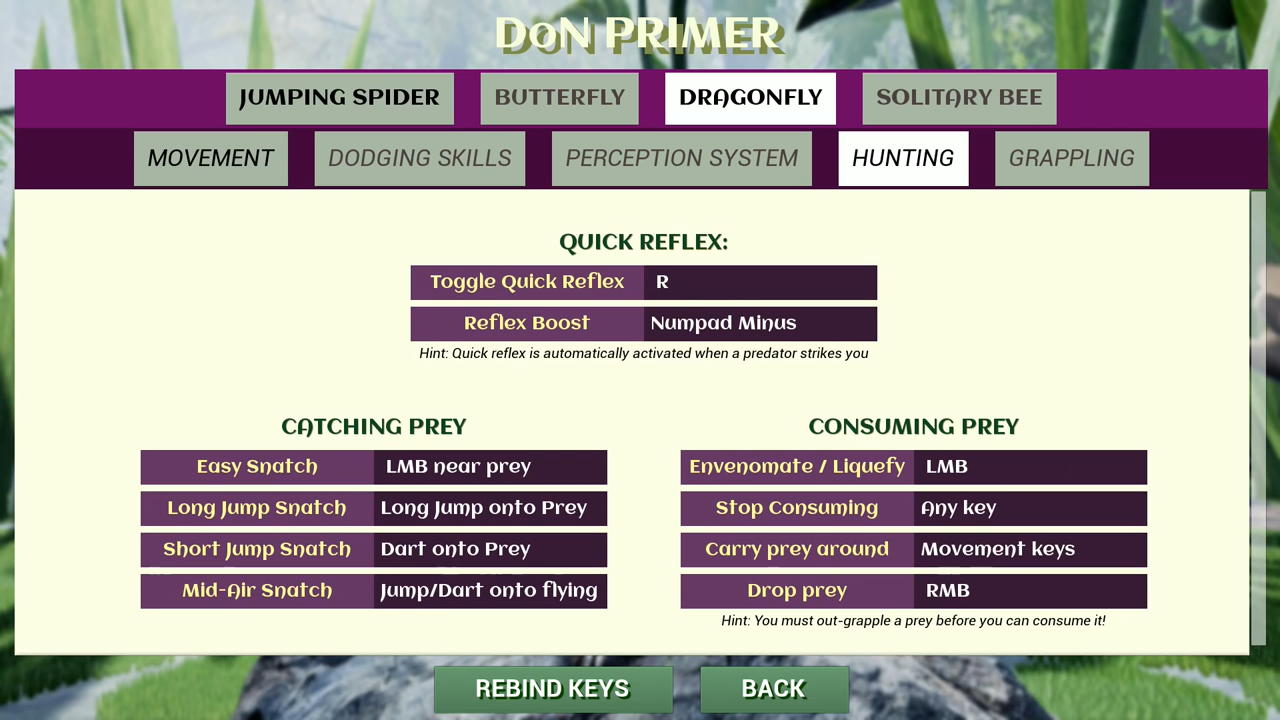 DoN PRIMER
JUMPING SPIDER
BUTTERFLY
DRAGONFLY
SOLITARY BEE
MOVEMENT
DODGING SKILLS
PERCEPTION SYSTEM
HUNTING
GRAPPLING
QUICK REFLEX:
Toggle Quick Reflex R
Reflex Boost Numpad Minus
Hint: Quick reflex is automatically activated when a predator strikes you
CATCHING PREY
Easy Snatch LMB near prey
Long Jump Snatch Long Jump onto Prey
Short Jump Snatch Dart onto Prey
Mid-Air Snatch Jump/Dart onto flying
CONSUMING PREY
Envenomate / Liquefy LMB
Stop Consuming Any key
Carry prey around Movement keys
Drop prey RMB
Hint: You must out-grapple a prey before you can consume it!
REBIND KEYS
BACK